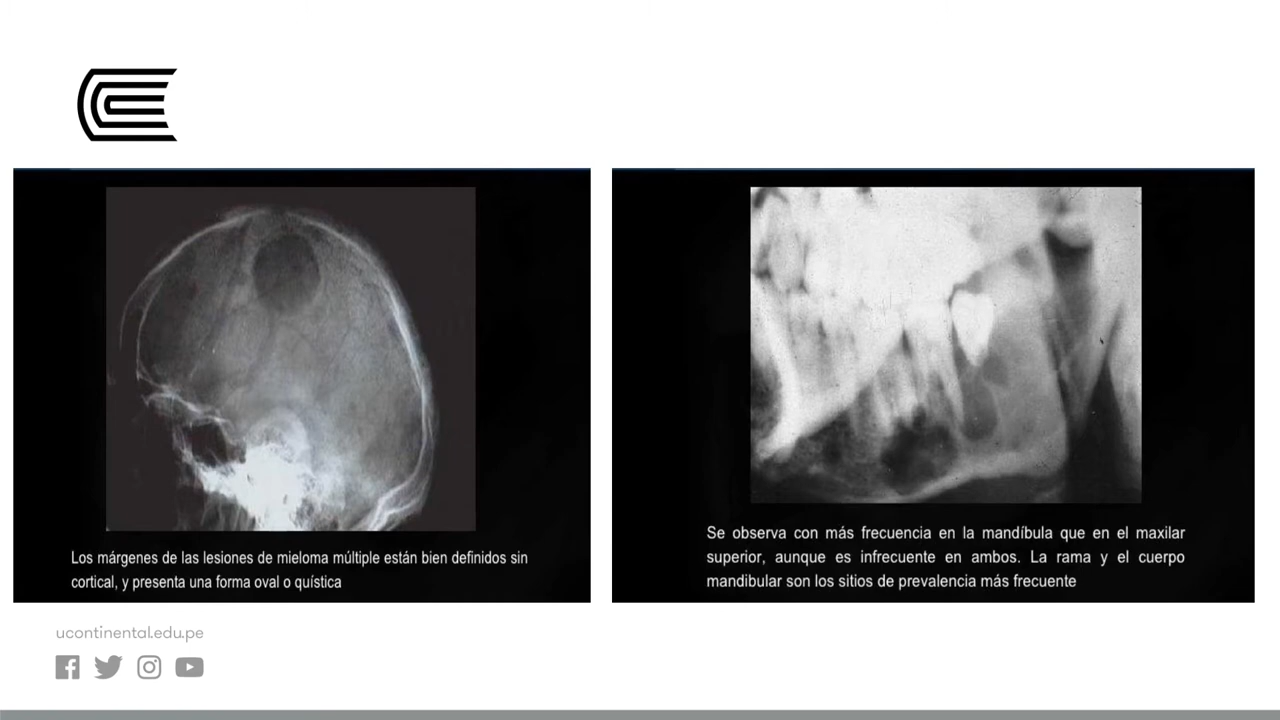 Los márgenes de las lesiones de mieloma múltiple están bien definidos sin
cortical, y presenta una forma oval o quística
Se observa con más frecuencia en la mandíbula que en el maxilar
superior, aunque es infrecuente en ambos. La rama y el cuerpo
mandibular son los sitios de prevalencia más frecuente
ucontinental.edu.pe